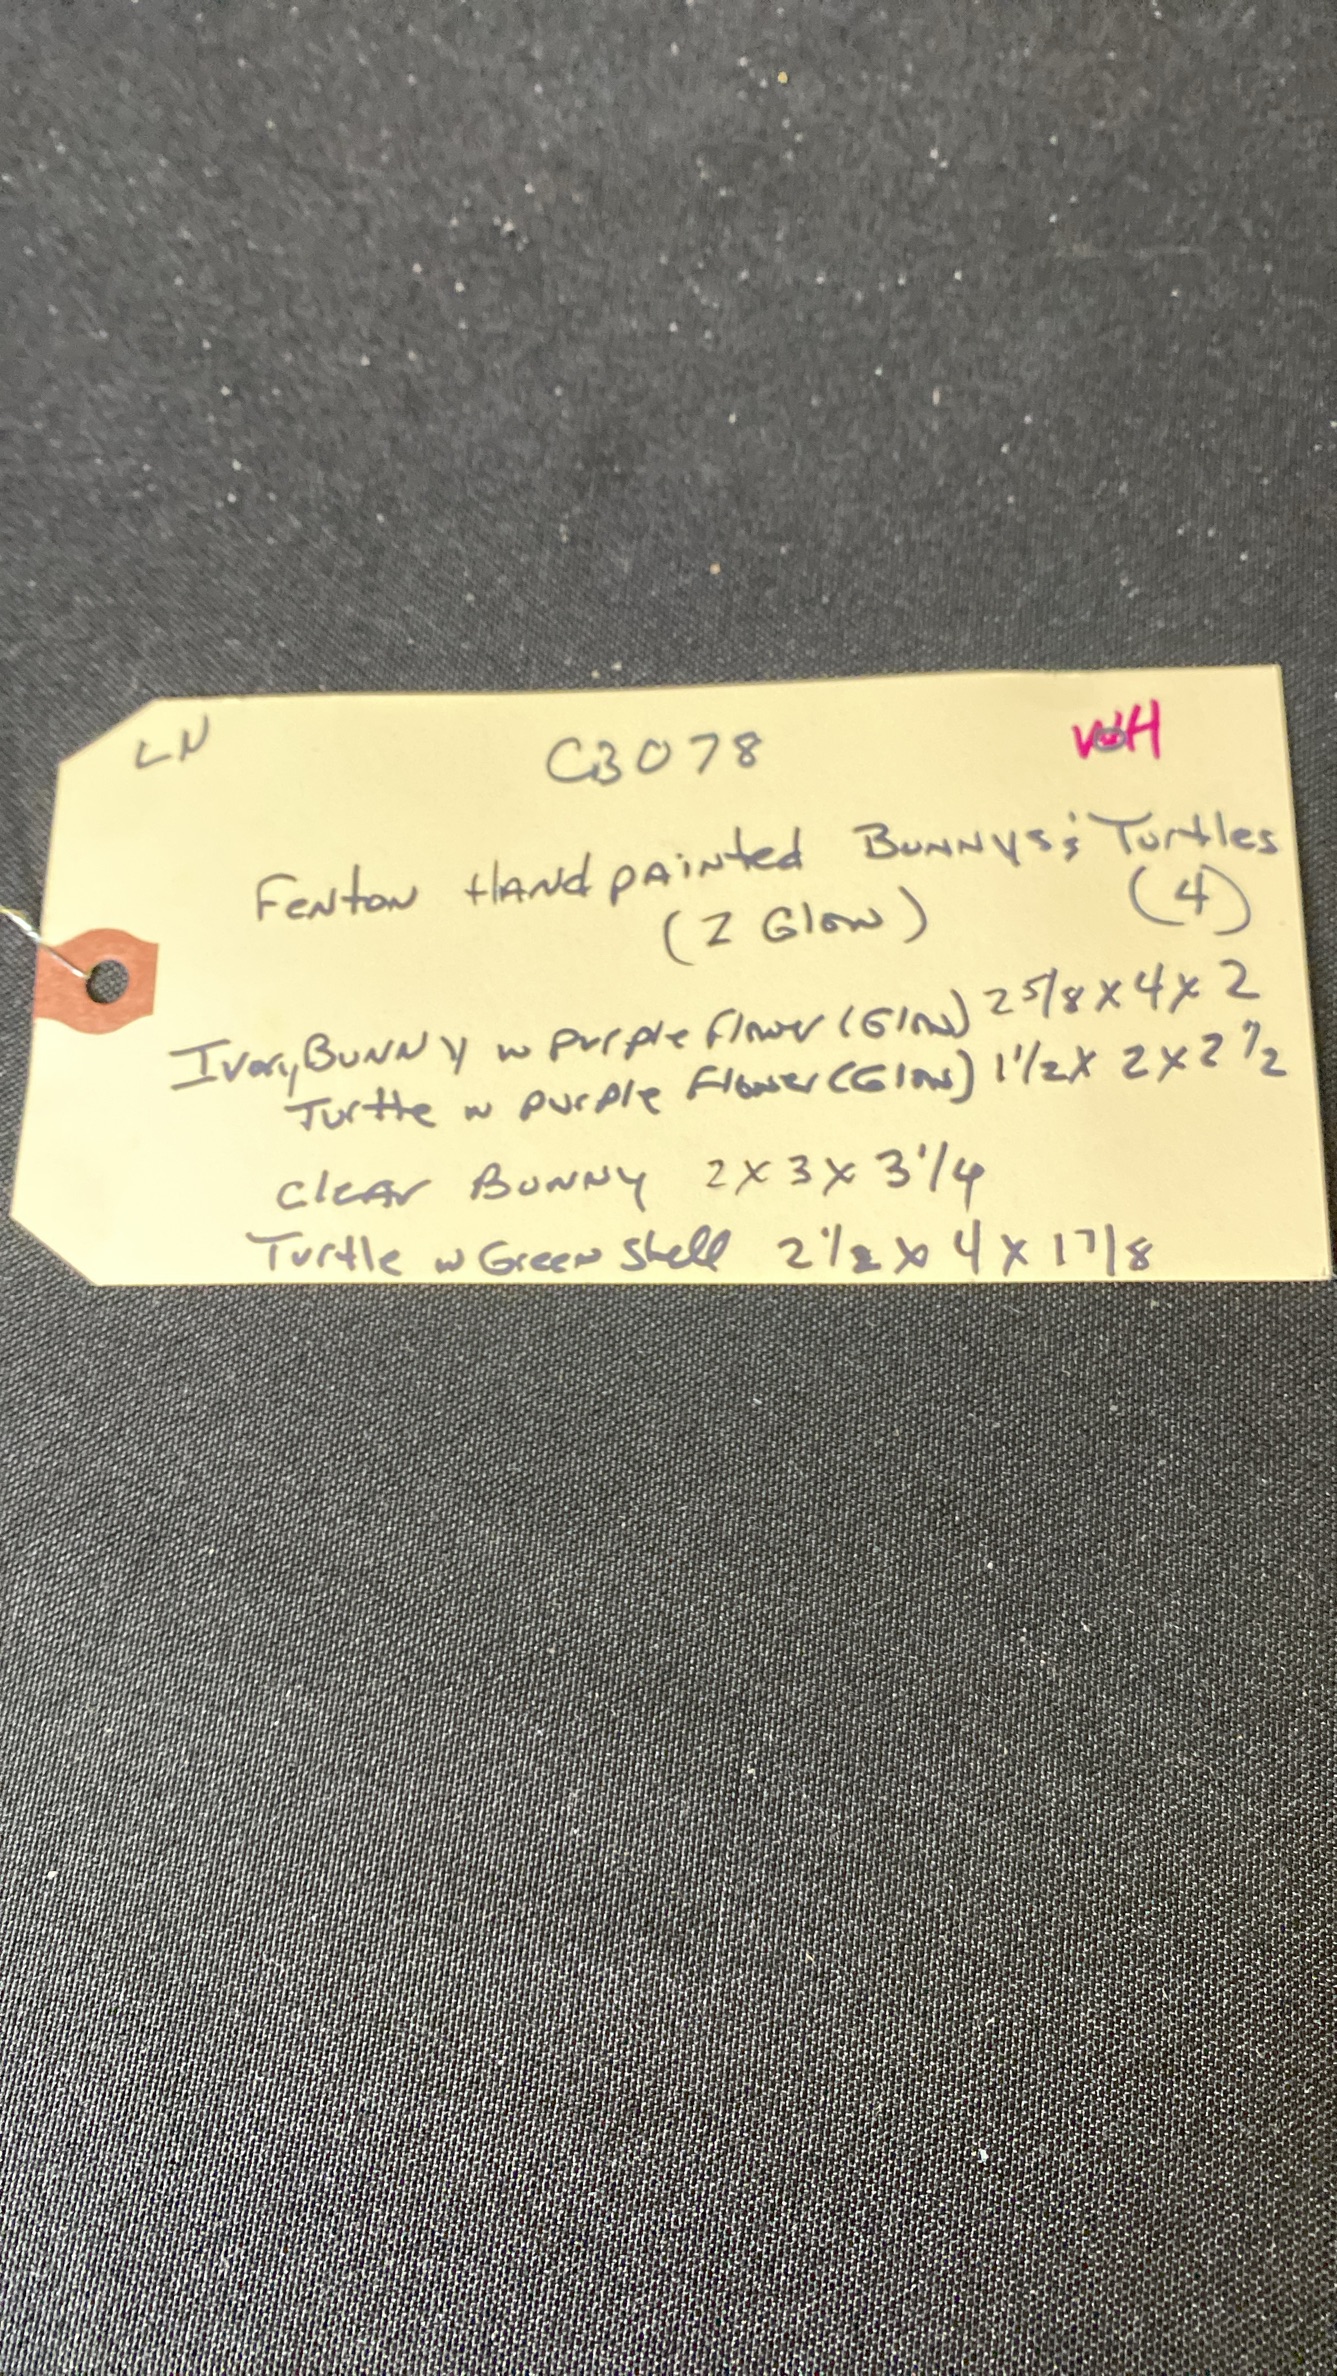 LN C3078 WH
Fenton Handpainted Bunnys & Turtles
(2 Glow) (4)
Ivory Bunny w purple flower (Glow) 2 5/8 x 4 x 2
Turtle w purple Flower (Glow) 1 1/2 x 2 x 2 1/2
Clear Bunny 2 x 3 x 3 1/4
Turtle w Green Shell 2 1/2 x 4 x 1 7/8